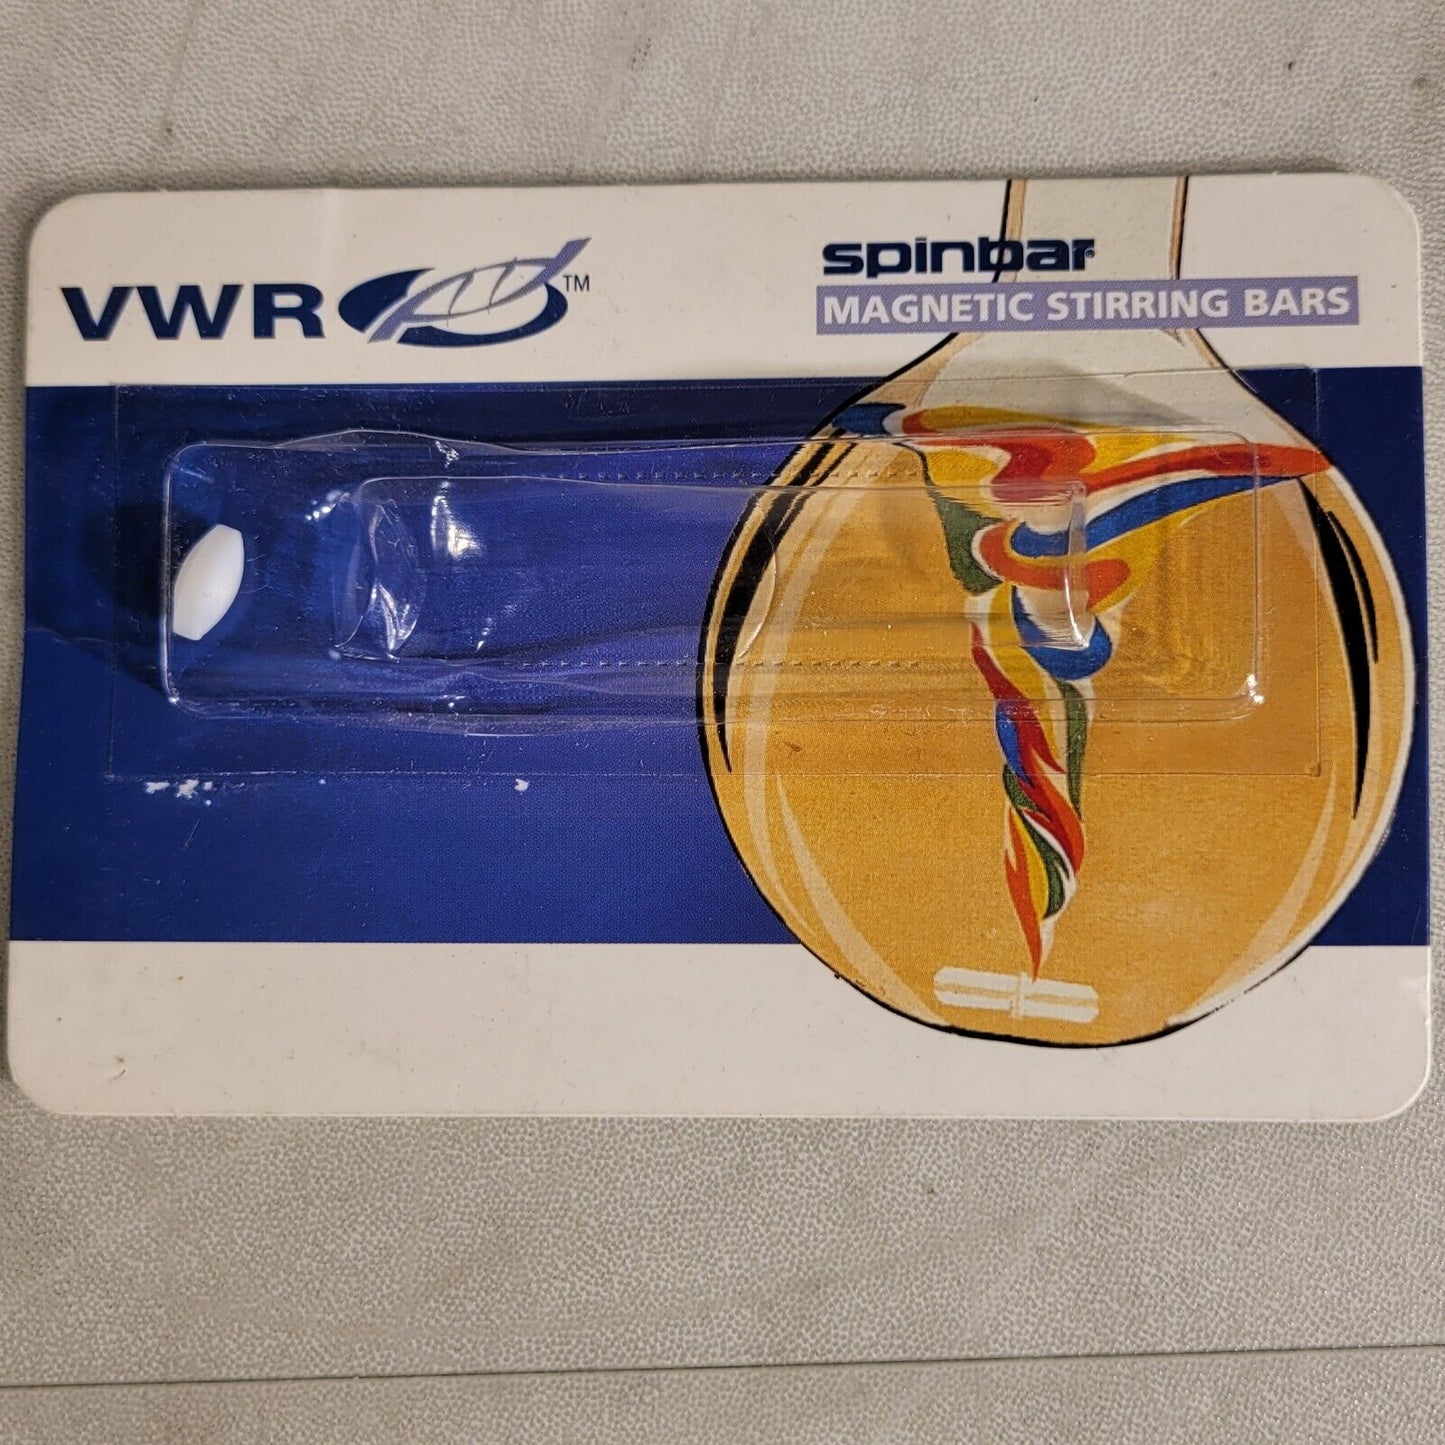 VWR™
spinbar®
MAGNETIC STIRRING BARS